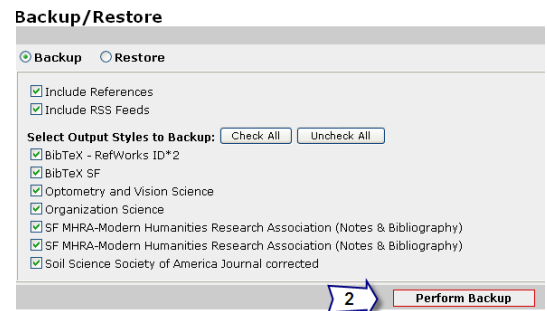 Backup/Restore
Backup Restore
Include References
Include RSS Feeds
Select Output Styles to Backup: Check All Uncheck All
BibTeX - RefWorks ID*2
BibTeX SF
Optometry and Vision Science
Organization Science
SF MHRA-Modern Humanities Research Association (Notes & Bibliography)
SF MHRA-Modern Humanities Research Association (Notes & Bibliography)
Soil Science Society of America Journal corrected
2 Perform Backup